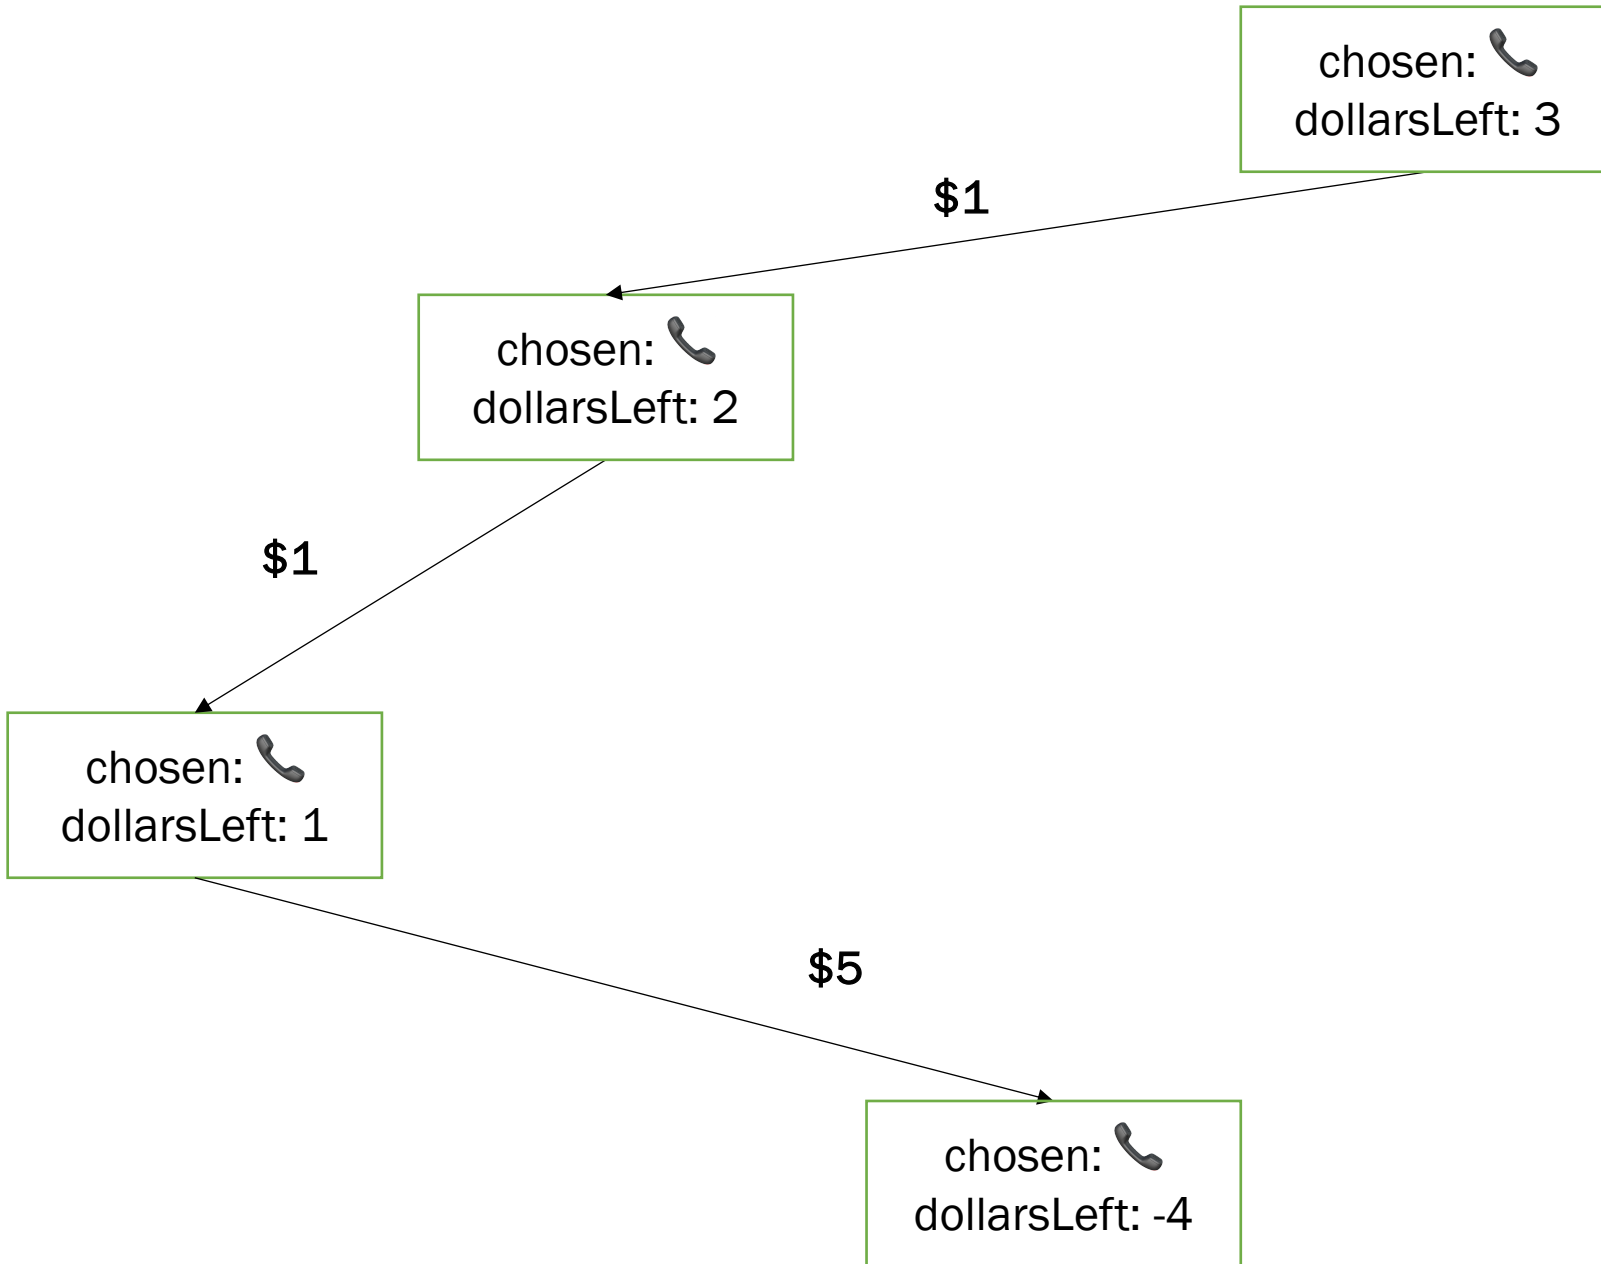 chosen: 📞
dollarsLeft: 3
$1
chosen: 📞
dollarsLeft: 2
$1
chosen: 📞
dollarsLeft: 1
$5
chosen: 📞
dollarsLeft: -4